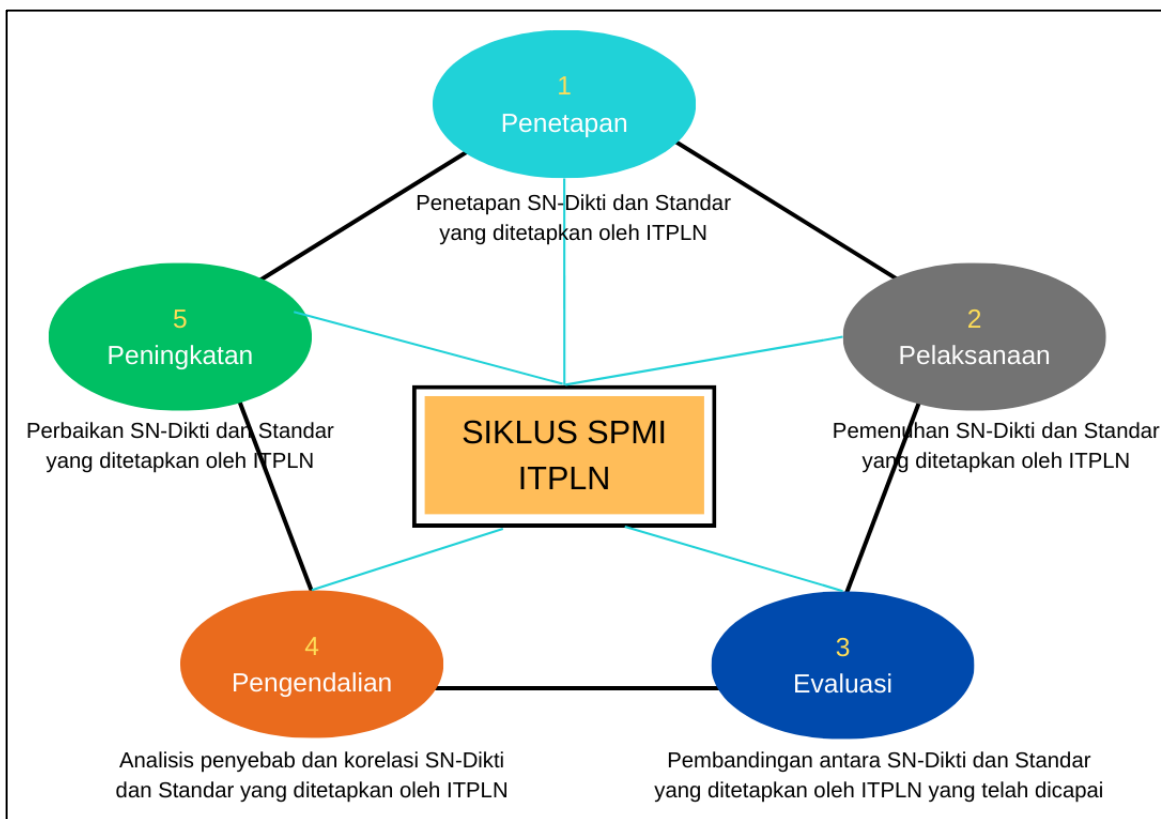 1
Penetapan
Penetapan SN-Dikti dan Standar
yang ditetapkan oleh ITPLN
5
Peningkatan
Perbaikan SN-Dikti dan Standar
yang ditetapkan oleh ITPLN
2
Pelaksanaan
Pemenuhan SN-Dikti dan Standar
yang ditetapkan oleh ITPLN
SIKLUS SPMI
ITPLN
4
Pengendalian
Analisis penyebab dan korelasi SN-Dikti
dan Standar yang ditetapkan oleh ITPLN
3
Evaluasi
Pembandingan antara SN-Dikti dan Standar
yang ditetapkan oleh ITPLN yang telah dicapai